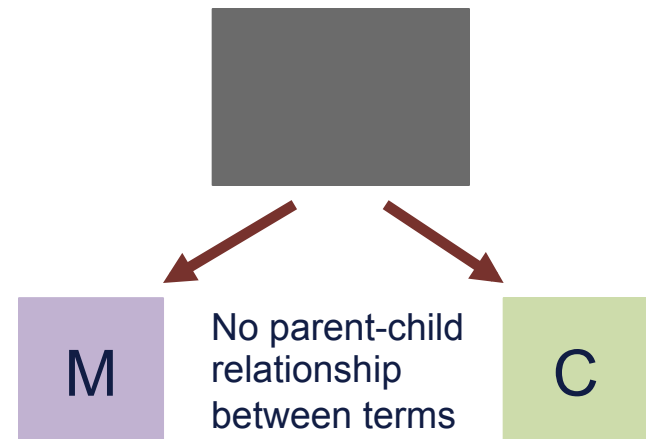 M
No parent-child
relationship
between terms
C